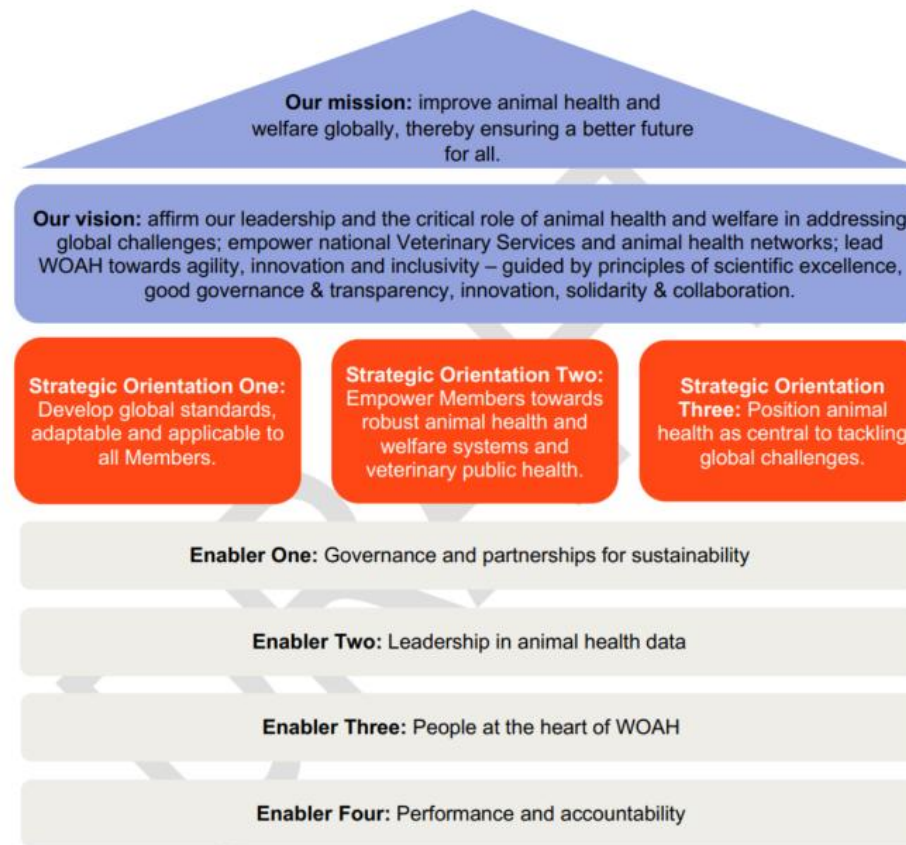 Our mission: improve animal health and
welfare globally, thereby ensuring a better future
for all.
Our vision: affirm our leadership and the critical role of animal health and welfare in addressing
global challenges; empower national Veterinary Services and animal health networks; lead
WOAH towards agility, innovation and inclusivity – guided by principles of scientific excellence,
good governance & transparency, innovation, solidarity & collaboration.
Strategic Orientation One:
Develop global standards,
adaptable and applicable to
all Members.
Strategic Orientation Two:
Empower Members towards
robust animal health and
welfare systems and
veterinary public health.
Strategic Orientation
Three: Position animal
health as central to tackling
global challenges.
Enabler One: Governance and partnerships for sustainability
Enabler Two: Leadership in animal health data
Enabler Three: People at the heart of WOAH
Enabler Four: Performance and accountability